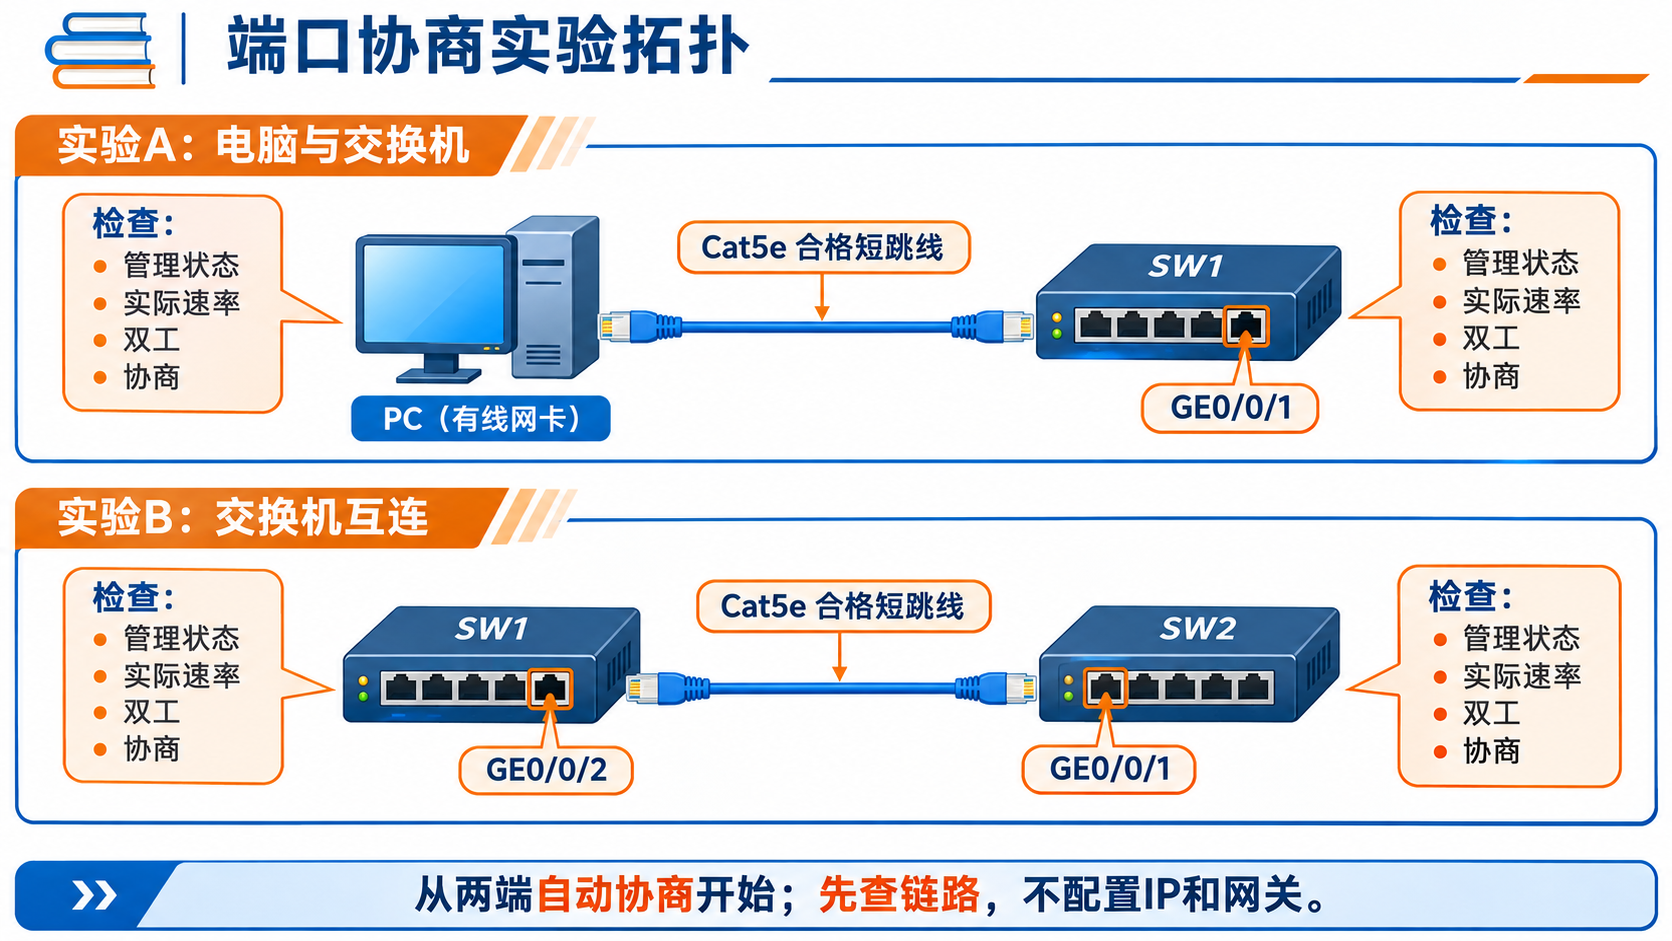 端口协商实验拓扑
实验A：电脑与交换机
检查：
管理状态
实际速率
双工
协商
PC（有线网卡）
Cat5e 合格短跳线
SW1
GE0/0/1
检查：
管理状态
实际速率
双工
协商
实验B：交换机互连
检查：
管理状态
实际速率
双工
协商
SW1
GE0/0/2
Cat5e 合格短跳线
SW2
GE0/0/1
检查：
管理状态
实际速率
双工
协商
从两端自动协商开始；先查链路，不配置IP和网关。